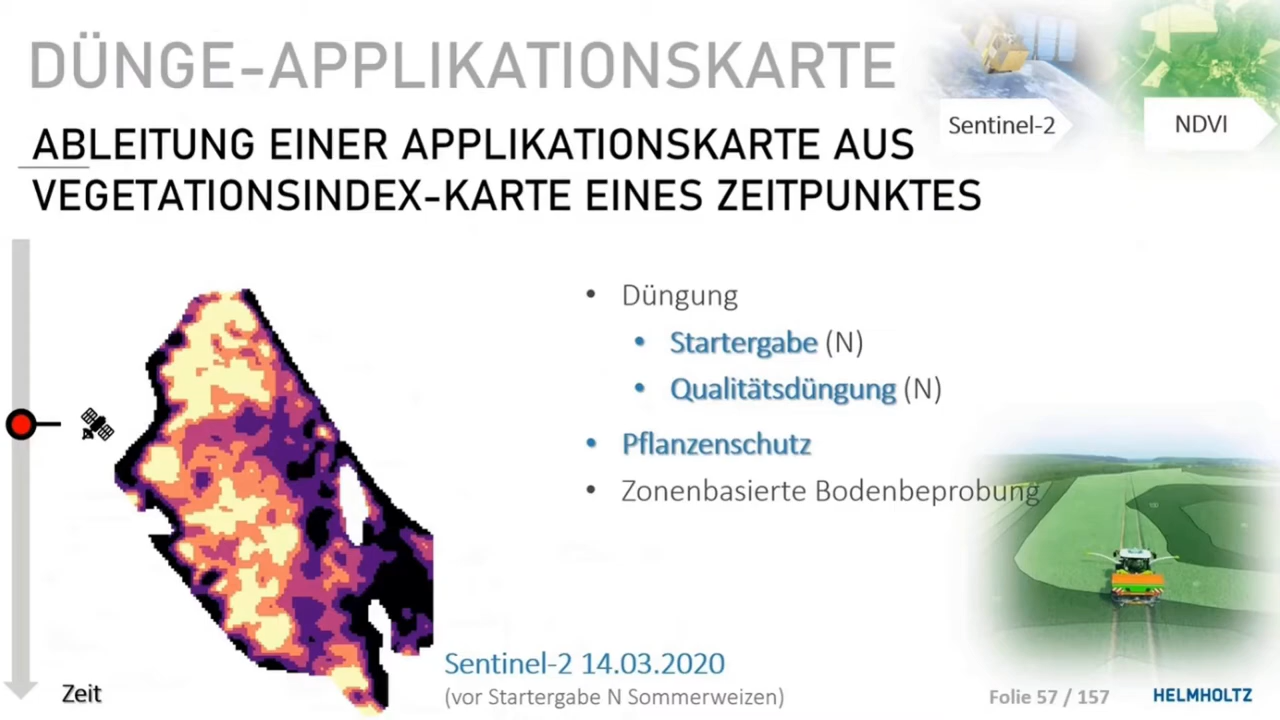 DÜNGE-APPLIKATIONSKARTE
Sentinel-2
NDVI
ABLEITUNG EINER APPLIKATIONSKARTE AUS
VEGETATIONSINDEX-KARTE EINES ZEITPUNKTES
• Düngung
• Startergabe (N)
• Qualitätsdüngung (N)
• Pflanzenschutz
• Zonenbasierte Bodenbeprobung
Sentinel-2 14.03.2020
(vor Startergabe N Sommerweizen)
Zeit
Folie 57 / 157
HELMHOLTZ